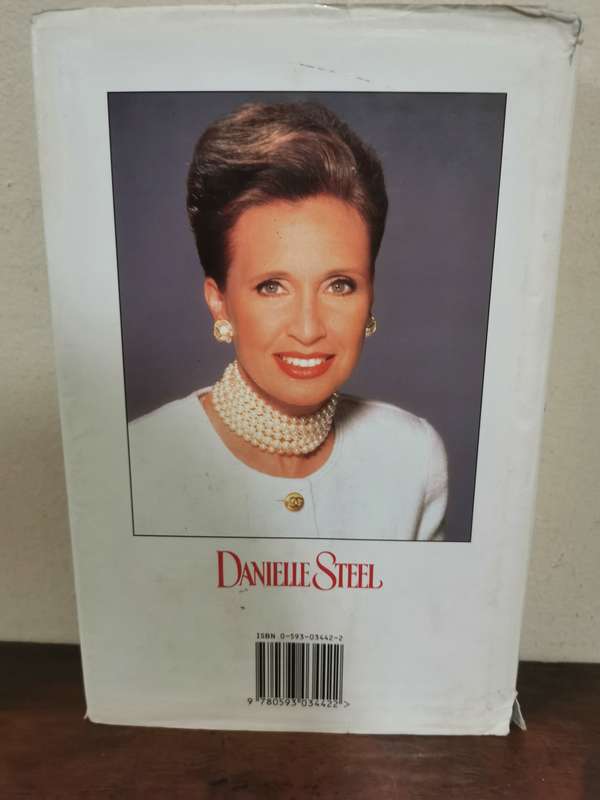 DANIELLE STEEL
ISBN 0-593-03442-2
9 780593 034422 >